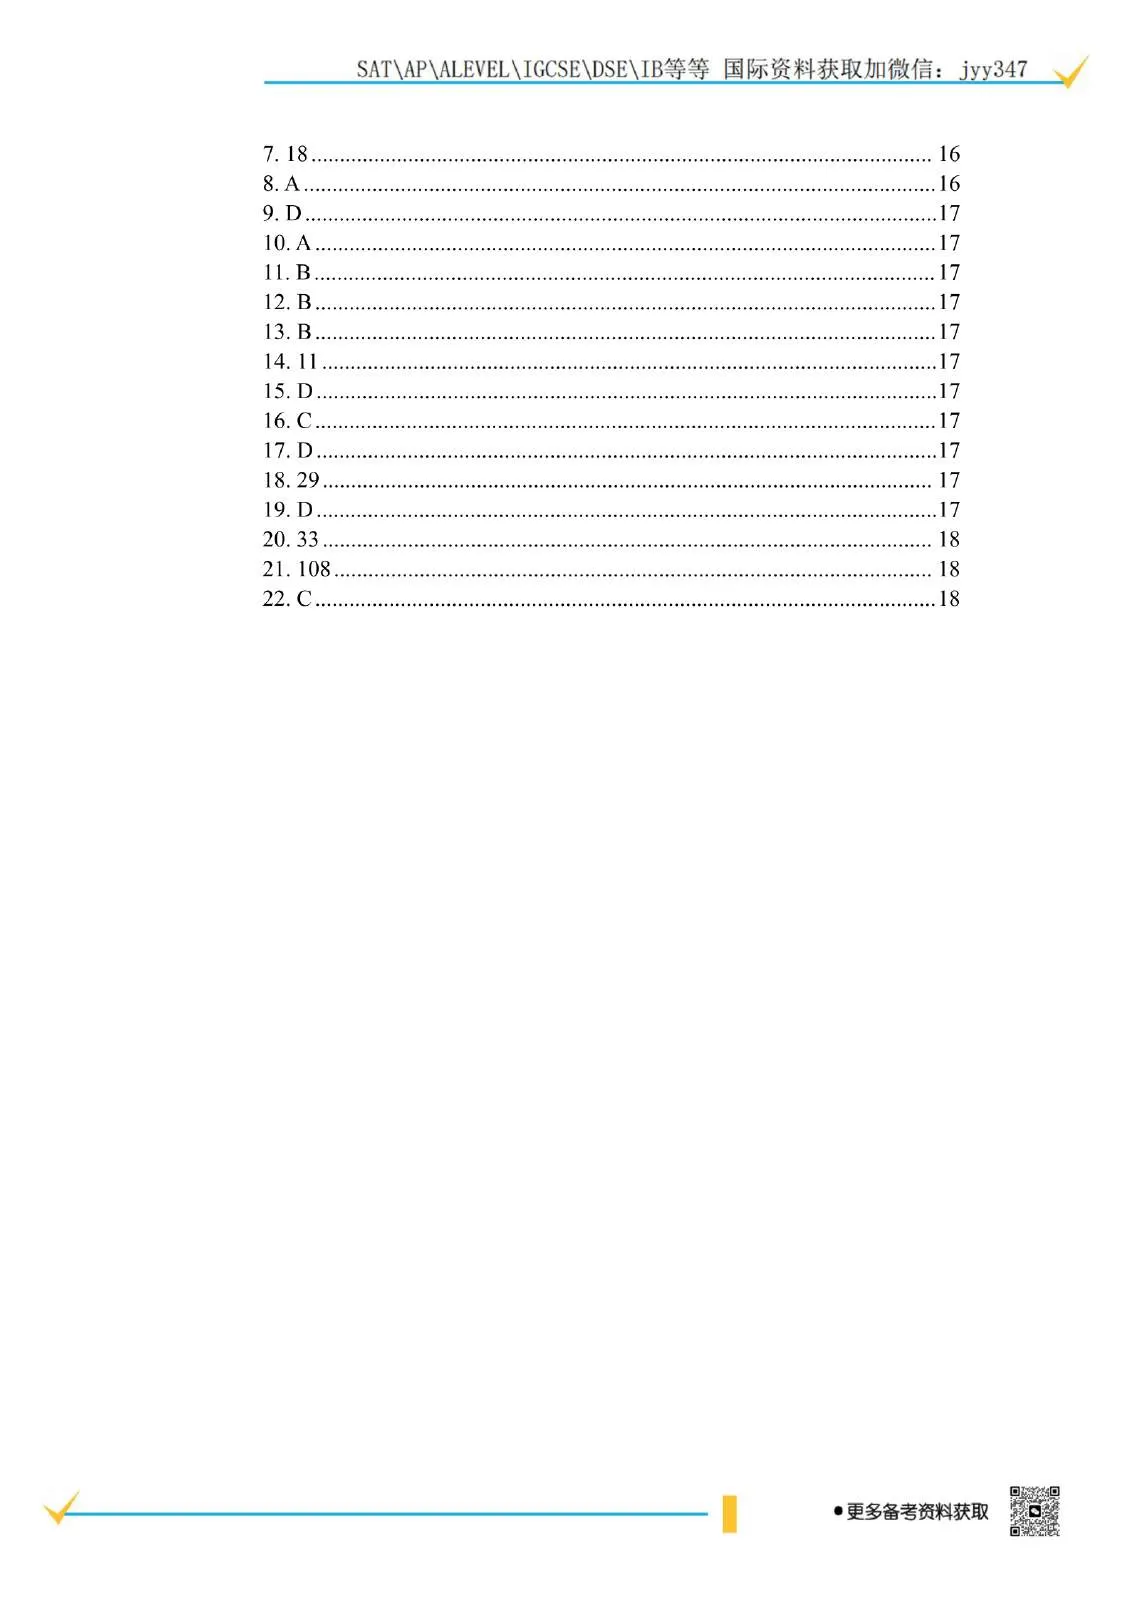 SAT\AP\ALEVEL\IGCSE\DSE\IB等等 国际资料获取加微信：jyy347
7. 18........................................................................................................ 16
8. A..........................................................................................................16
9. D..........................................................................................................17
10. A........................................................................................................17
11. B........................................................................................................17
12. B........................................................................................................17
13. B........................................................................................................17
14. 11.......................................................................................................17
15. D........................................................................................................17
16. C........................................................................................................17
17. D........................................................................................................17
18. 29...................................................................................................... 17
19. D........................................................................................................17
20. 33...................................................................................................... 18
21. 108.................................................................................................... 18
22. C........................................................................................................18
•更多备考资料获取